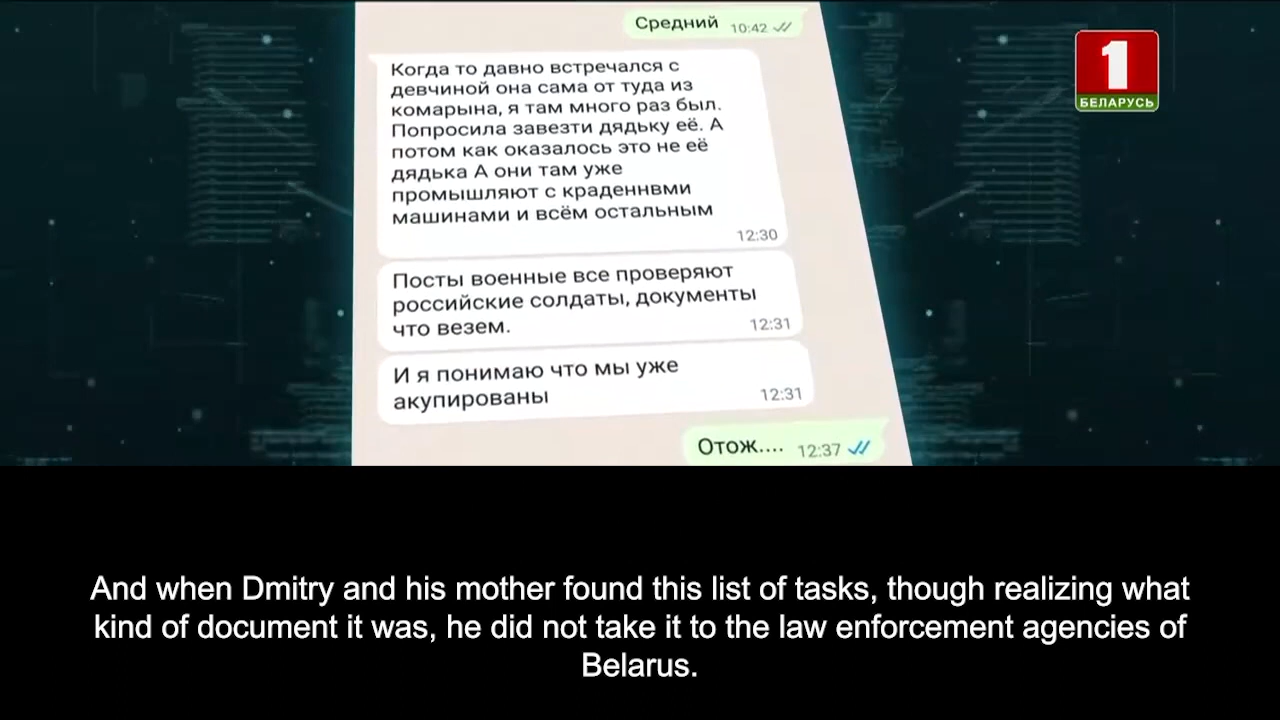 Средний 10:42
1
БЕЛАРУСЬ
Когда то давно встречался с
девчиной она сама от туда из
комарына, я там много раз был.
Попросила завезти дядьку её. А
потом как оказалось это не её
дядька А они там уже
промышляют с краденнвми
машинами и всём остальным
12:30
Посты военные все проверяют
российские солдаты, документы
что везем.
12:31
И я понимаю что мы уже
акупированы
12:31
Отож.... 12:37
And when Dmitry and his mother found this list of tasks, though realizing what
kind of document it was, he did not take it to the law enforcement agencies of
Belarus.